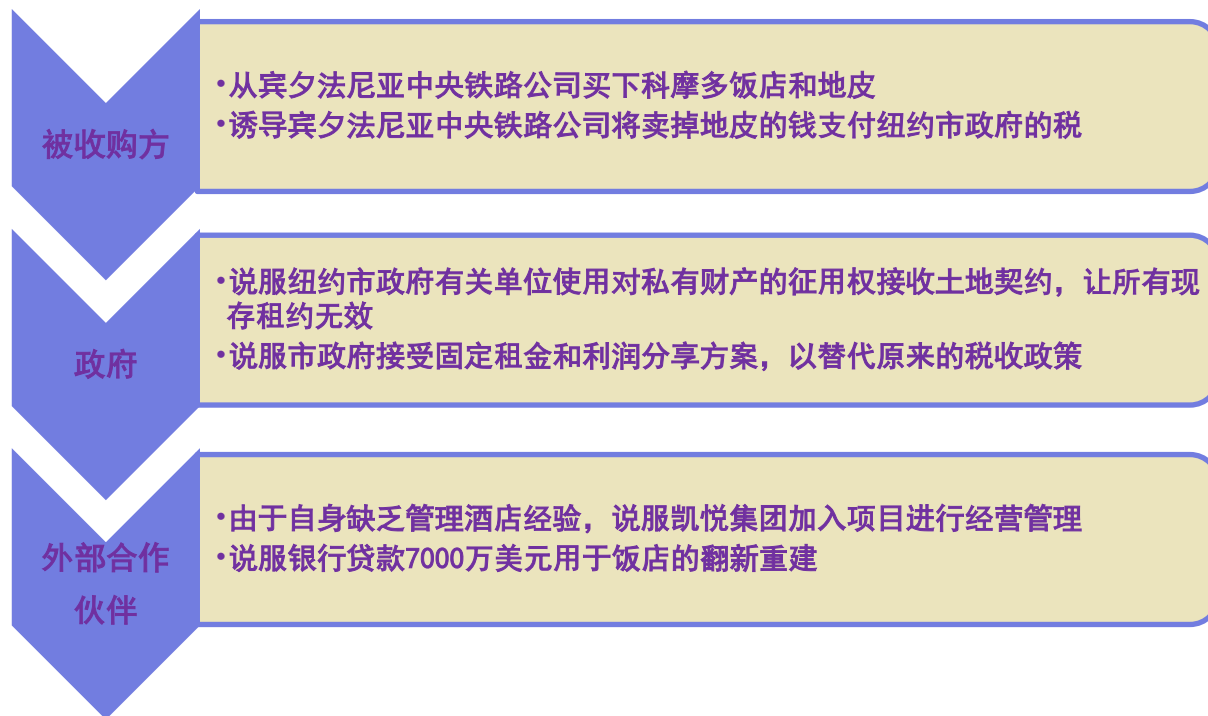 被收购方
•从宾夕法尼亚中央铁路公司买下科摩多饭店和地皮
•诱导宾夕法尼亚中央铁路公司将卖掉地皮的钱支付纽约市政府的税
政府
•说服纽约市政府有关单位使用对私有财产的征用权接收土地契约，让所有现
存租约无效
•说服市政府接受固定租金和利润分享方案，以替代原来的税收政策
外部合作
伙伴
•由于自身缺乏管理酒店经验，说服凯悦集团加入项目进行经营管理
•说服银行贷款7000万美元用于饭店的翻新重建